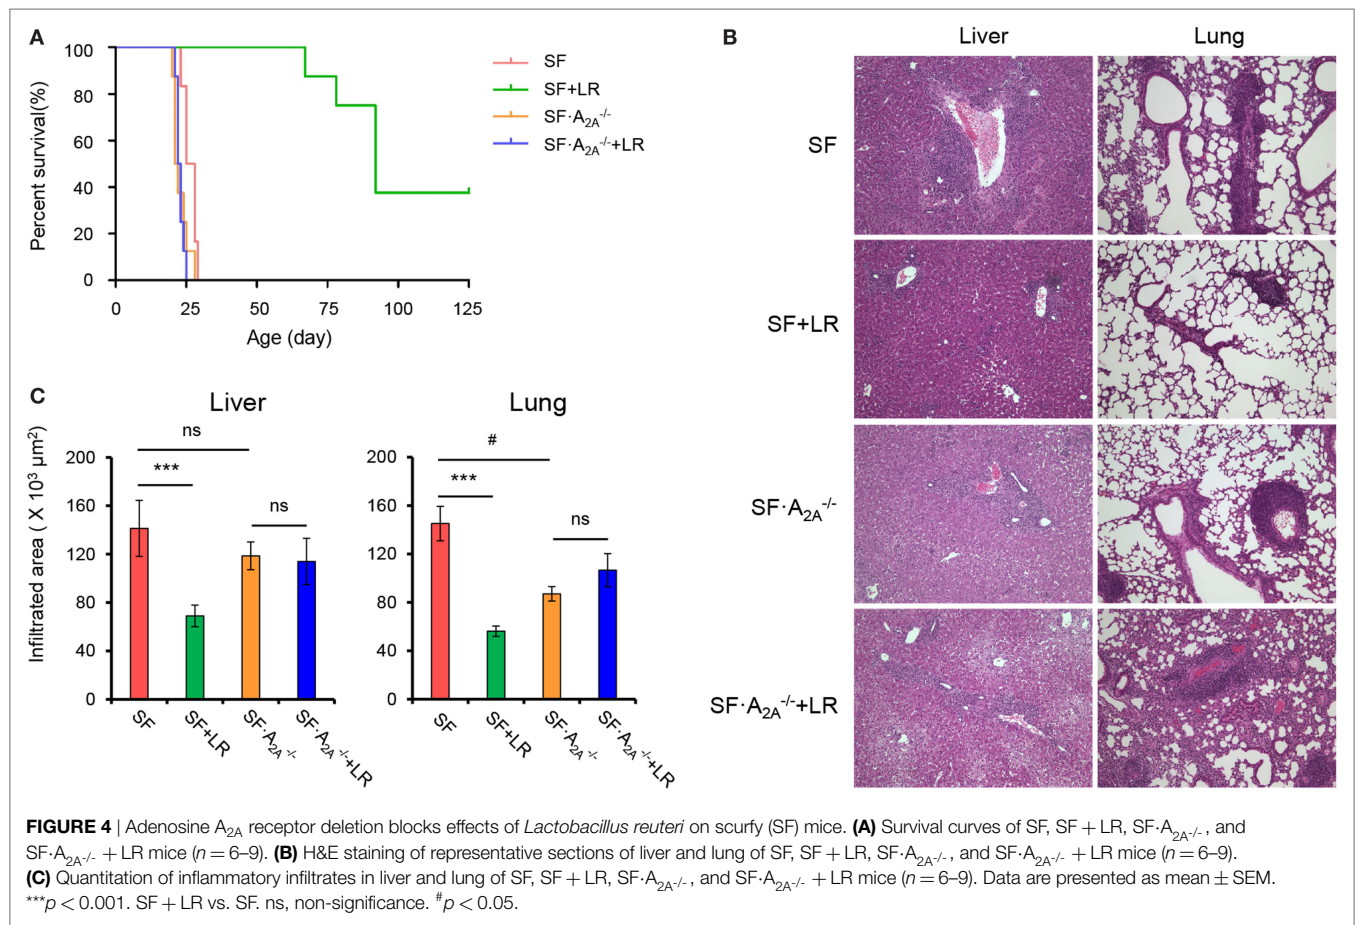 A
Percent survival(%)
100
80
60
40
20
0
0 25 50 75 100 125
Age (day)
SF
SF+LR
SF·A2A-/-
SF·A2A-/-+LR
B
Liver Lung
SF
SF+LR
SF·A2A-/-
SF·A2A-/-+LR
C
Liver Lung
Infiltrated area ( X 10³ µm²)
200
160
120
80
40
0
ns
***
ns
SF SF+LR SF·A2A-/- SF·A2A-/-+LR
200
160
120
80
40
0
#
***
ns
SF SF+LR SF·A2A-/- SF·A2A-/-+LR
FIGURE 4 | Adenosine A2A receptor deletion blocks effects of Lactobacillus reuteri on scurfy (SF) mice. (A) Survival curves of SF, SF + LR, SF·A2A-/-, and
SF·A2A-/- + LR mice (n = 6–9). (B) H&E staining of representative sections of liver and lung of SF, SF + LR, SF·A2A-/-, and SF·A2A-/- + LR mice (n = 6–9).
(C) Quantitation of inflammatory infiltrates in liver and lung of SF, SF + LR, SF·A2A-/-, and SF·A2A-/- + LR mice (n = 6–9). Data are presented as mean ± SEM.
***p < 0.001. SF + LR vs. SF. ns, non-significance. #p < 0.05.